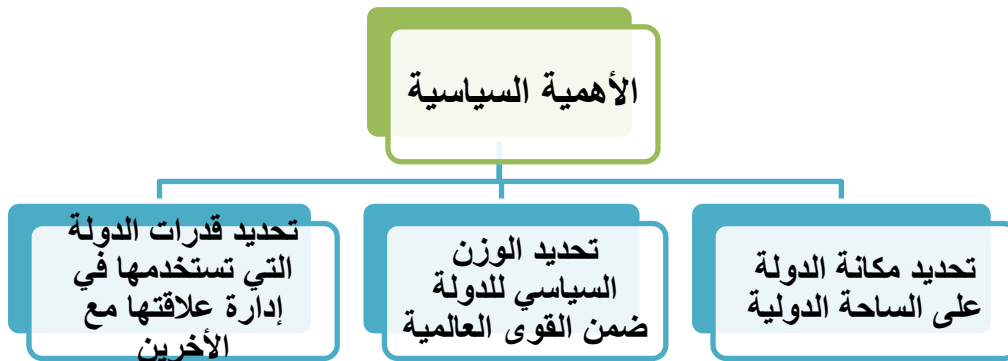 الأهمية السياسية
تحديد مكانة الدولة
على الساحة الدولية
تحديد الوزن
السياسي للدولة
ضمن القوى العالمية
تحديد قدرات الدولة
التي تستخدمها في
إدارة علاقتها مع
الأخرين